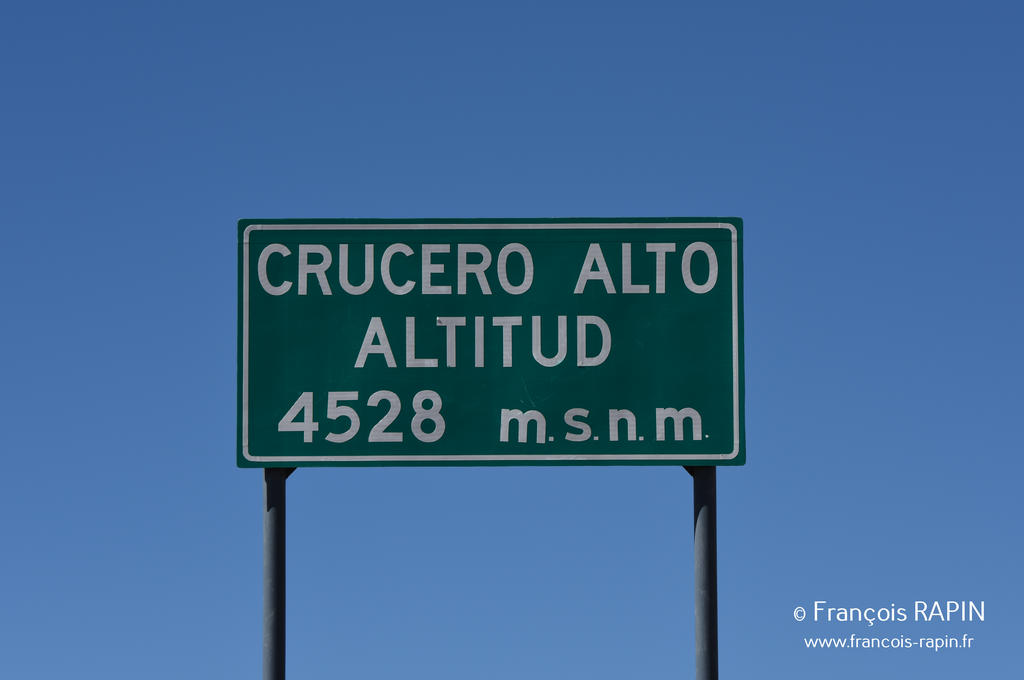 CRUCERO ALTO
ALTITUD
4528 m.s.n.m.
© François RAPIN
www.francois-rapin.fr